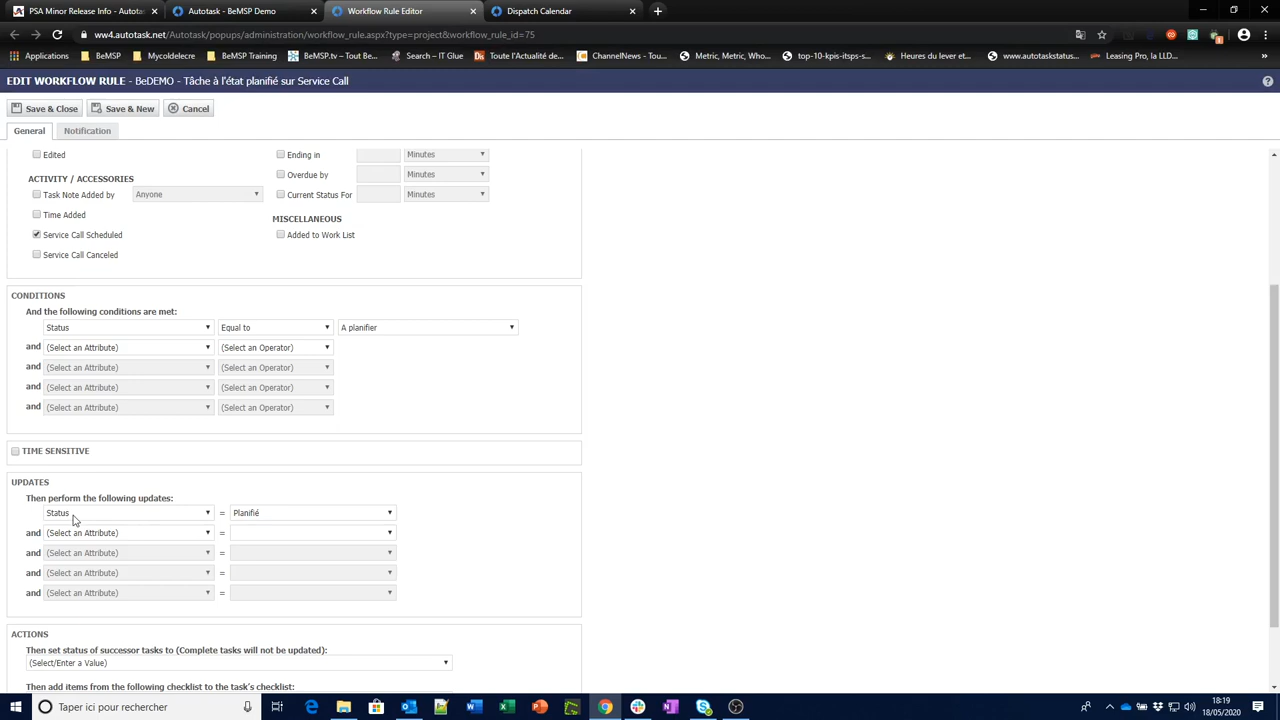 PSA Minor Release Info - Autotas
Autotask - BeMSP Demo
Workflow Rule Editor
Dispatch Calendar
ww4.autotask.net/Autotask/popups/administration/workflow_rule.aspx?type=project&workflow_rule_id=75
Applications
BeMSP
Mycoldelecre
BeMSP Training
BeMSP.tv – Tout Be...
Search — IT Glue
Toute l'Actualité de...
ChannelNews - Tou...
Metric, Metric, Who...
top-10-kpis-itsps-s...
Heures du lever et...
www.autotaskstatus...
Leasing Pro, la LLD...
EDIT WORKFLOW RULE - BeDEMO - Tâche à l'état planifié sur Service Call
Save & Close
Save & New
Cancel
General
Notification
Edited
Ending in
Minutes
ACTIVITY / ACCESSORIES
Overdue by
Minutes
Task Note Added by
Anyone
Current Status For
Minutes
Time Added
MISCELLANEOUS
Service Call Scheduled
Added to Work List
Service Call Canceled
CONDITIONS
And the following conditions are met:
Status
Equal to
A planifier
and (Select an Attribute) (Select an Operator)
and (Select an Attribute) (Select an Operator)
and (Select an Attribute) (Select an Operator)
and (Select an Attribute) (Select an Operator)
TIME SENSITIVE
UPDATES
Then perform the following updates:
Status = Planifié
and (Select an Attribute) =
and (Select an Attribute) =
and (Select an Attribute) =
and (Select an Attribute) =
ACTIONS
Then set status of successor tasks to (Complete tasks will not be updated):
(Select/Enter a Value)
Then add items from the following checklist to the task's checklist:
Taper ici pour rechercher
18:19
18/05/2020